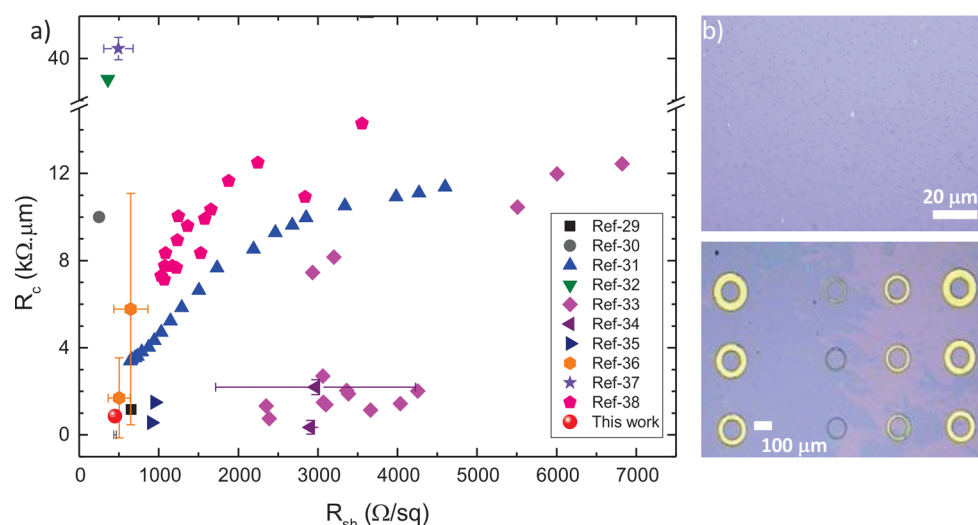 a)
b)
R_c (kΩ.μm)
40
12
8
4
0
Ref-29
Ref-30
Ref-31
Ref-32
Ref-33
Ref-34
Ref-35
Ref-36
Ref-37
Ref-38
This work
0 1000 2000 3000 4000 5000 6000 7000
R_sh (Ω/sq)
20 μm
100 μm